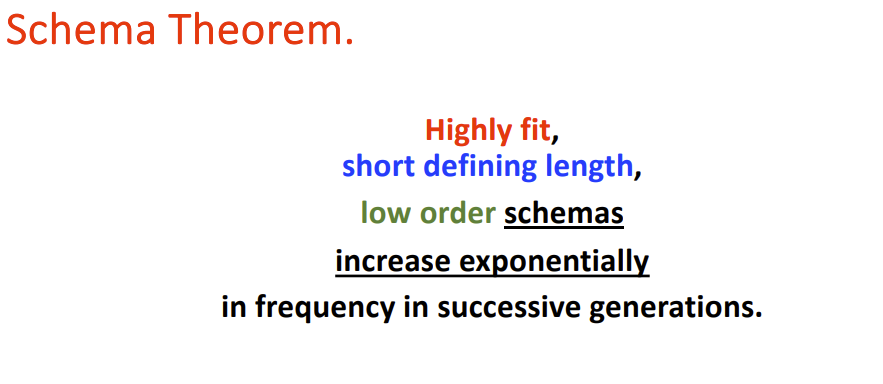 Schema Theorem.
Highly fit,
short defining length,
low order schemas
increase exponentially
in frequency in successive generations.